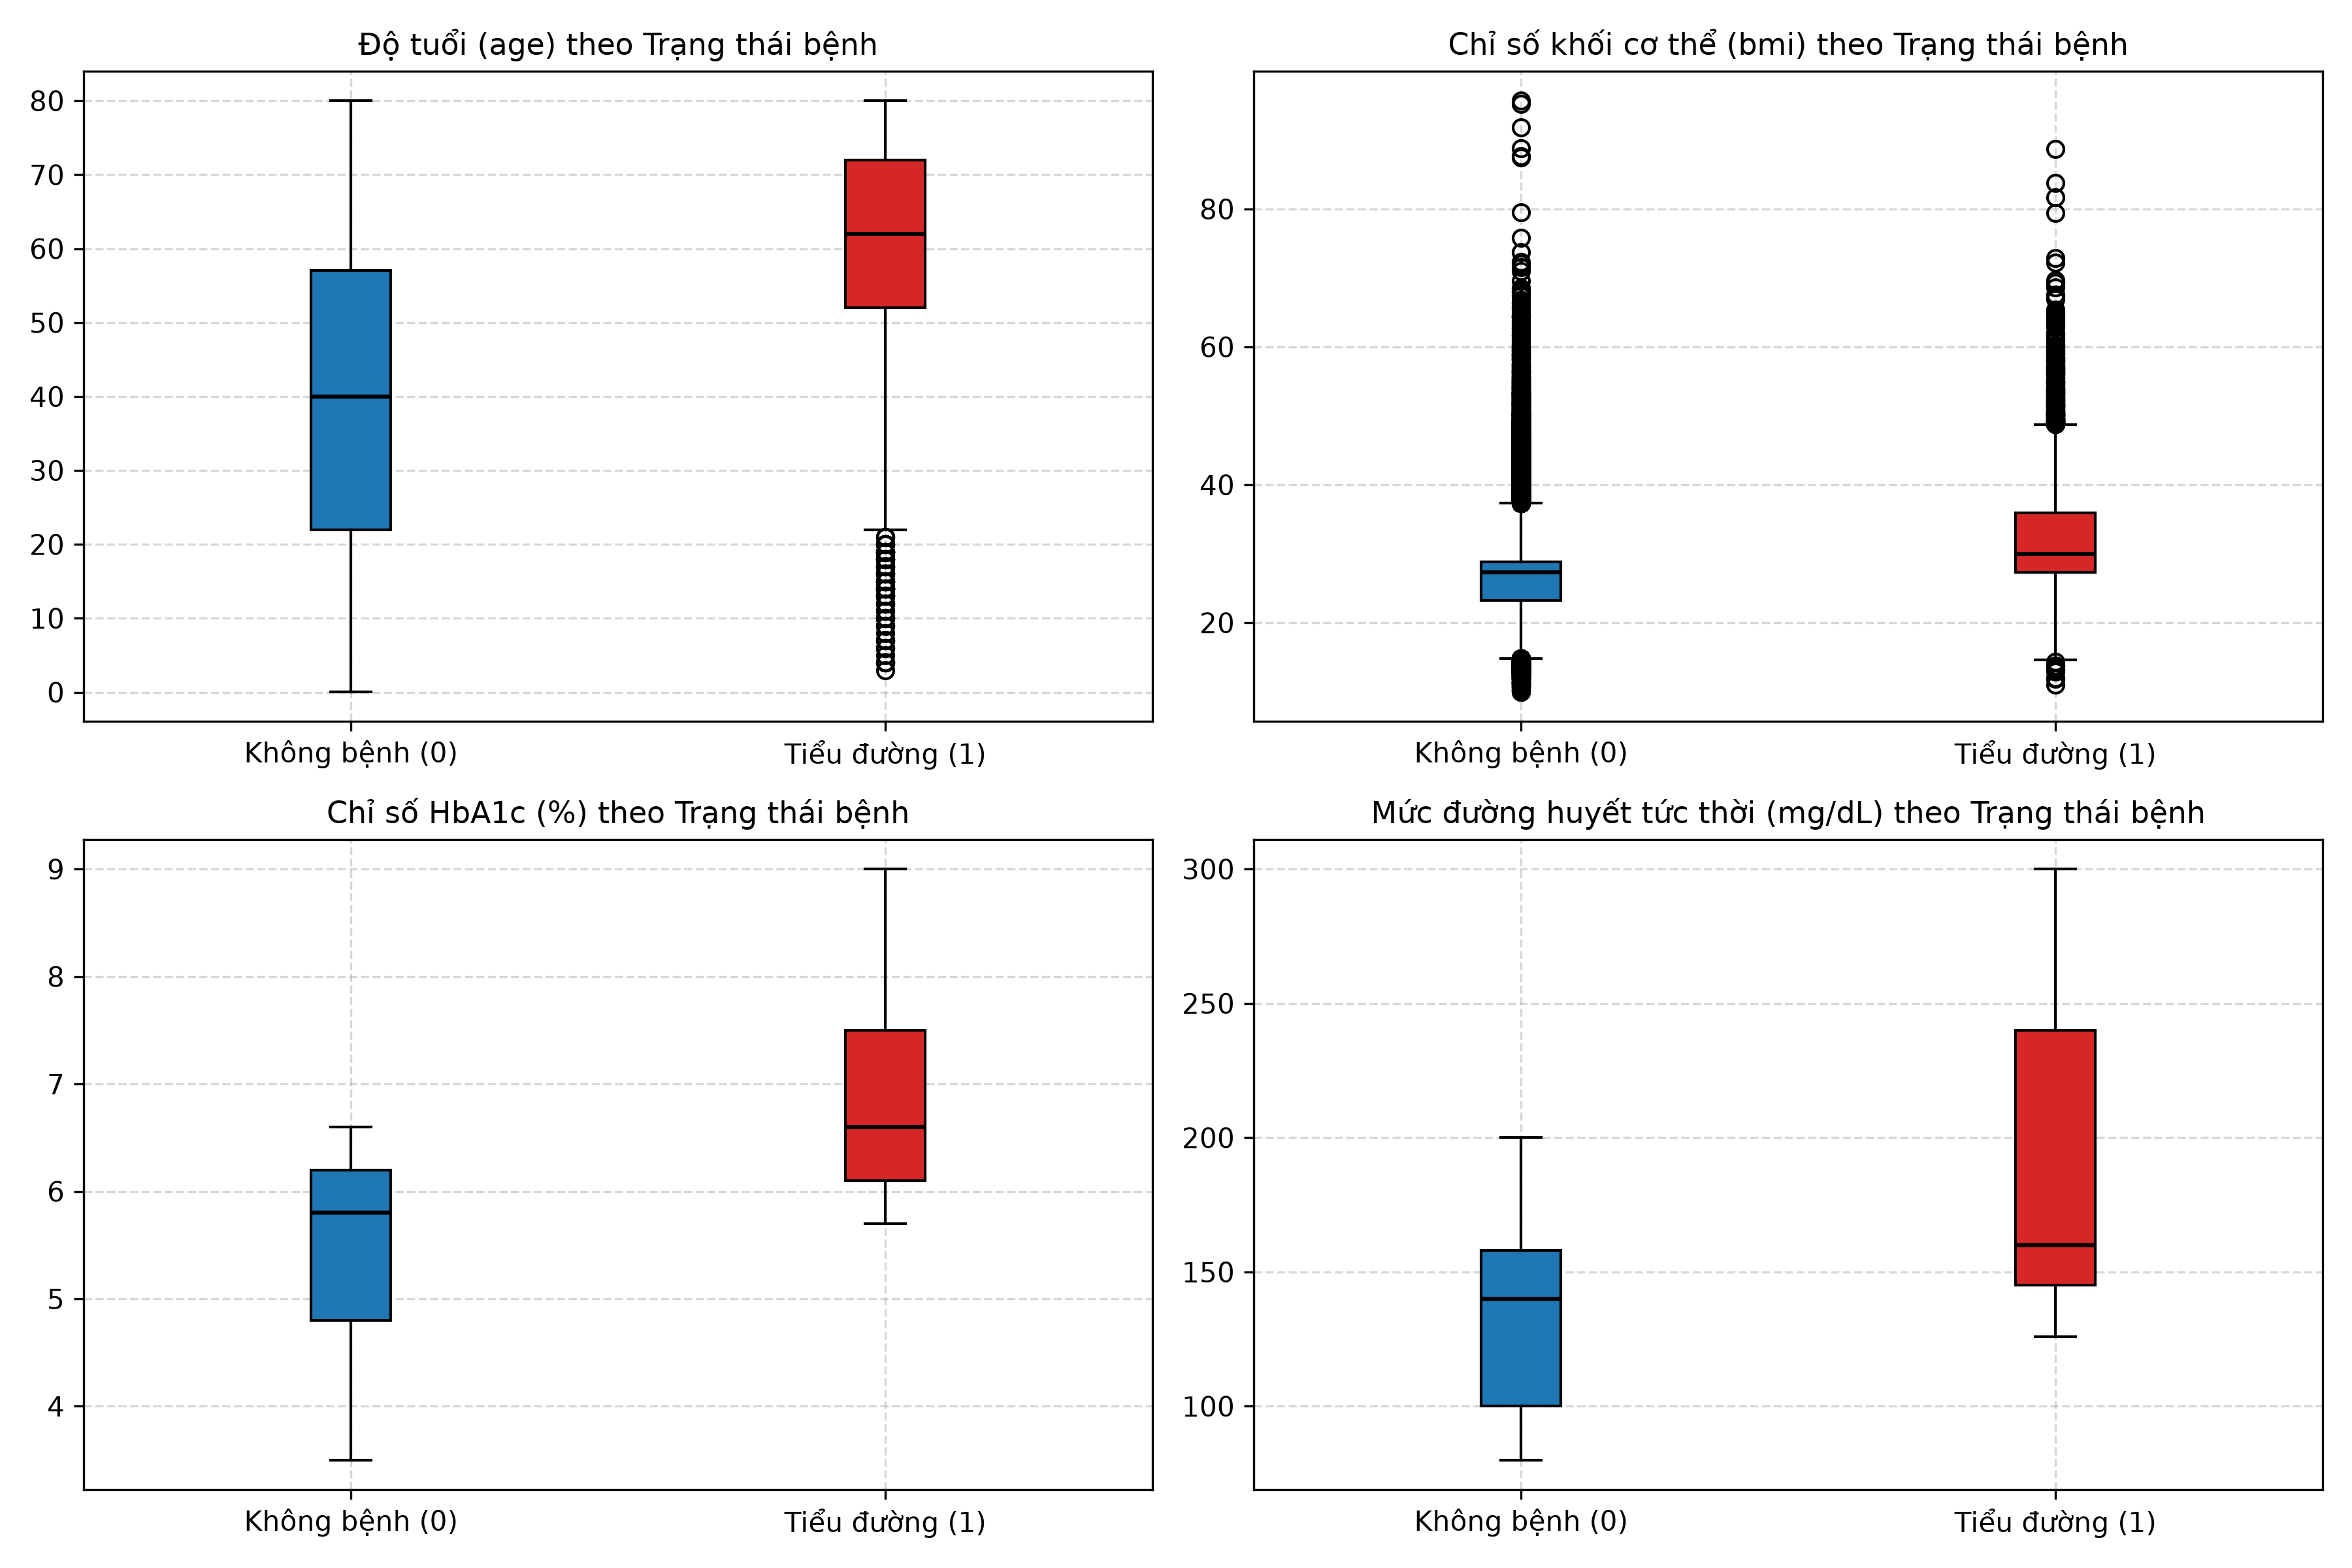 Độ tuổi (age) theo Trạng thái bệnh
80
70
60
50
40
30
20
10
0
Không bệnh (0)
Tiểu đường (1)
Chỉ số khối cơ thể (bmi) theo Trạng thái bệnh
80
60
40
20
Không bệnh (0)
Tiểu đường (1)
Chỉ số HbA1c (%) theo Trạng thái bệnh
9
8
7
6
5
4
Không bệnh (0)
Tiểu đường (1)
Mức đường huyết tức thời (mg/dL) theo Trạng thái bệnh
300
250
200
150
100
Không bệnh (0)
Tiểu đường (1)